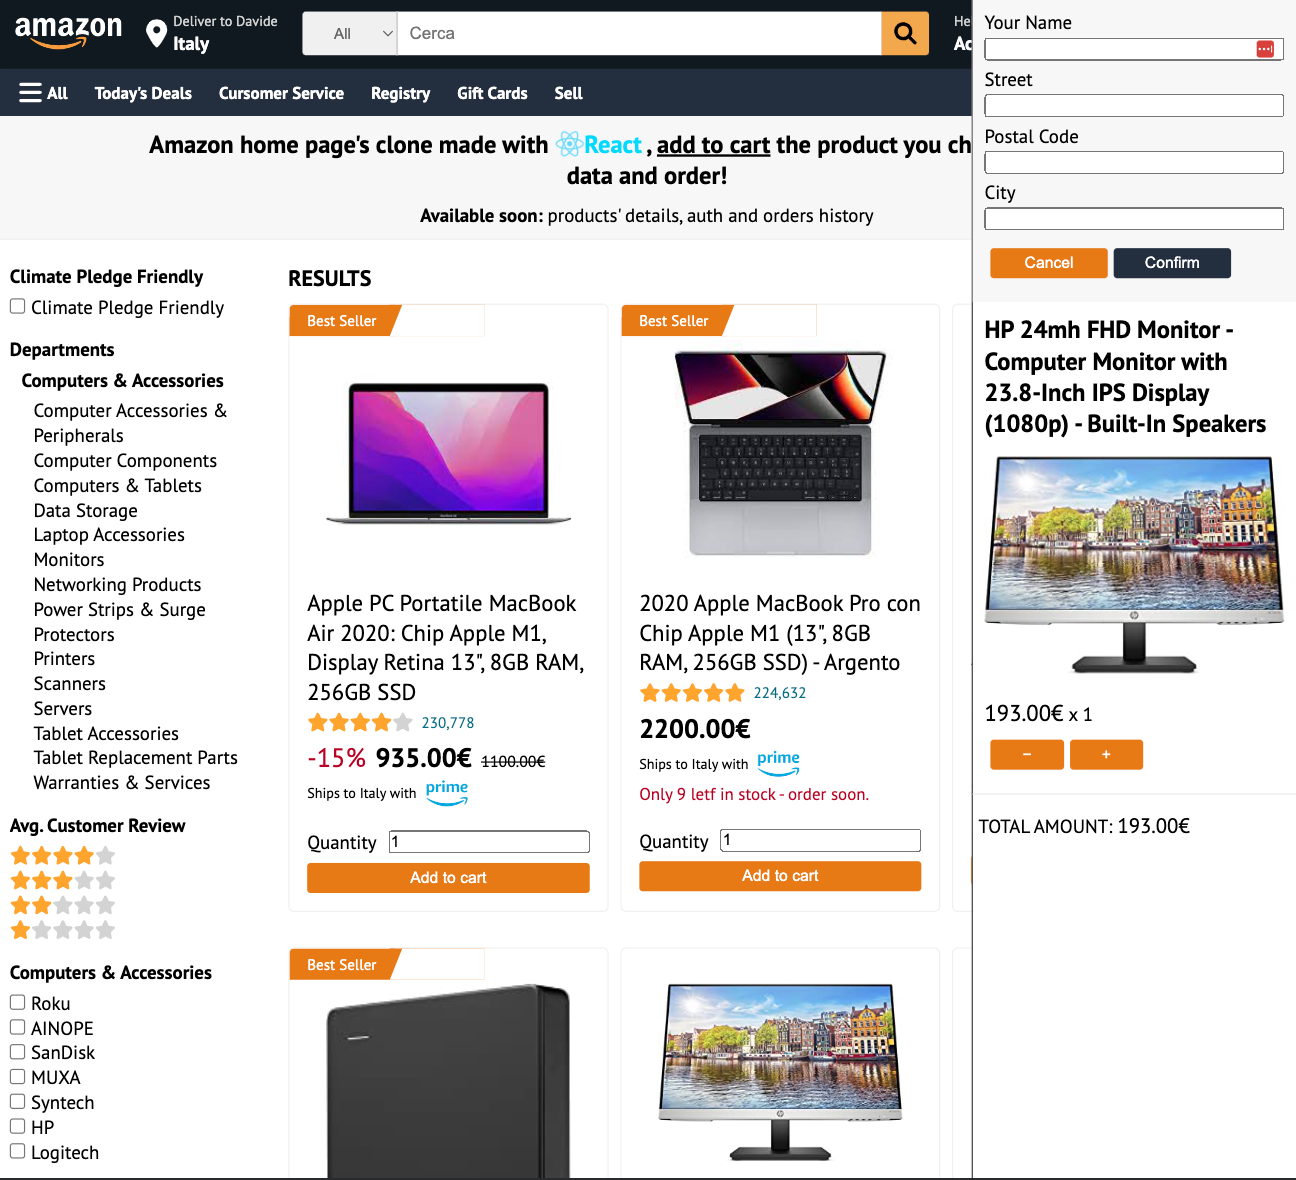 amazon
Deliver to Davide
Italy
All
Cerca
He
Ac
All
Today's Deals
Cursomer Service
Registry
Gift Cards
Sell
Amazon home page's clone made with React , add to cart the product you ch
data and order!
Available soon: products' details, auth and orders history
Climate Pledge Friendly
Climate Pledge Friendly
Departments
Computers & Accessories
Computer Accessories &
Peripherals
Computer Components
Computers & Tablets
Data Storage
Laptop Accessories
Monitors
Networking Products
Power Strips & Surge
Protectors
Printers
Scanners
Servers
Tablet Accessories
Tablet Replacement Parts
Warranties & Services
Avg. Customer Review
Computers & Accessories
Roku
AINOPE
SanDisk
MUXA
Syntech
HP
Logitech
RESULTS
Best Seller
Apple PC Portatile MacBook
Air 2020: Chip Apple M1,
Display Retina 13", 8GB RAM,
256GB SSD
230,778
-15% 935.00€ 1100.00€
Ships to Italy with prime
Quantity 1
Add to cart
Best Seller
2020 Apple MacBook Pro con
Chip Apple M1 (13", 8GB
RAM, 256GB SSD) - Argento
224,632
2200.00€
Ships to Italy with prime
Only 9 letf in stock - order soon.
Quantity 1
Add to cart
Best Seller
Your Name
Street
Postal Code
City
Cancel
Confirm
HP 24mh FHD Monitor -
Computer Monitor with
23.8-Inch IPS Display
(1080p) - Built-In Speakers
193.00€ x 1
−
+
TOTAL AMOUNT: 193.00€